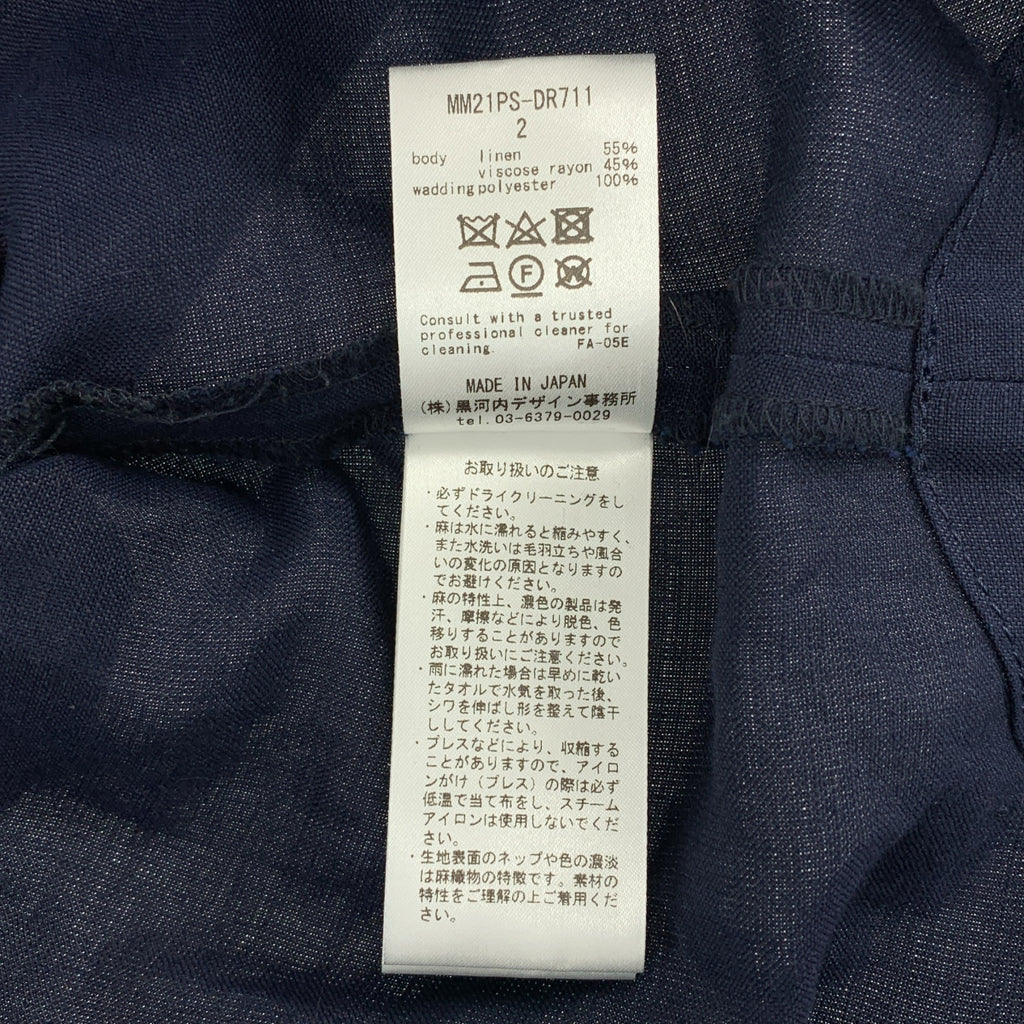 MM21PS-DR711
2
body linen 55%
viscose rayon 45%
wadding polyester 100%
F
W
Consult with a trusted
professional cleaner for
cleaning. FA-05E
MADE IN JAPAN
(株)黒河内デザイン事務所
tel.03-6379-0029
お取り扱いのご注意
・必ずドライクリーニングをし
てください。
・麻は水に濡れると縮みやすく、
また水洗いは毛羽立ちや風合
いの変化の原因となりますの
でお避けください。
・麻の特性上、濃色の製品は発
汗、摩擦などにより脱色、色
移りすることがありますので
お取り扱いにご注意ください。
・雨に濡れた場合は早めに乾い
たタオルで水気を取った後、
シワを伸ばし形を整えて陰干
ししてください。
・プレスなどにより、収縮する
ことがありますので、アイロ
ンがけ(プレス)の際は必ず
低温で当て布をし、スチーム
アイロンは使用しないでくだ
さい。
・生地表面のネップや色の濃淡
は麻織物の特徴です。素材の
特性をご理解の上ご着用くだ
さい。